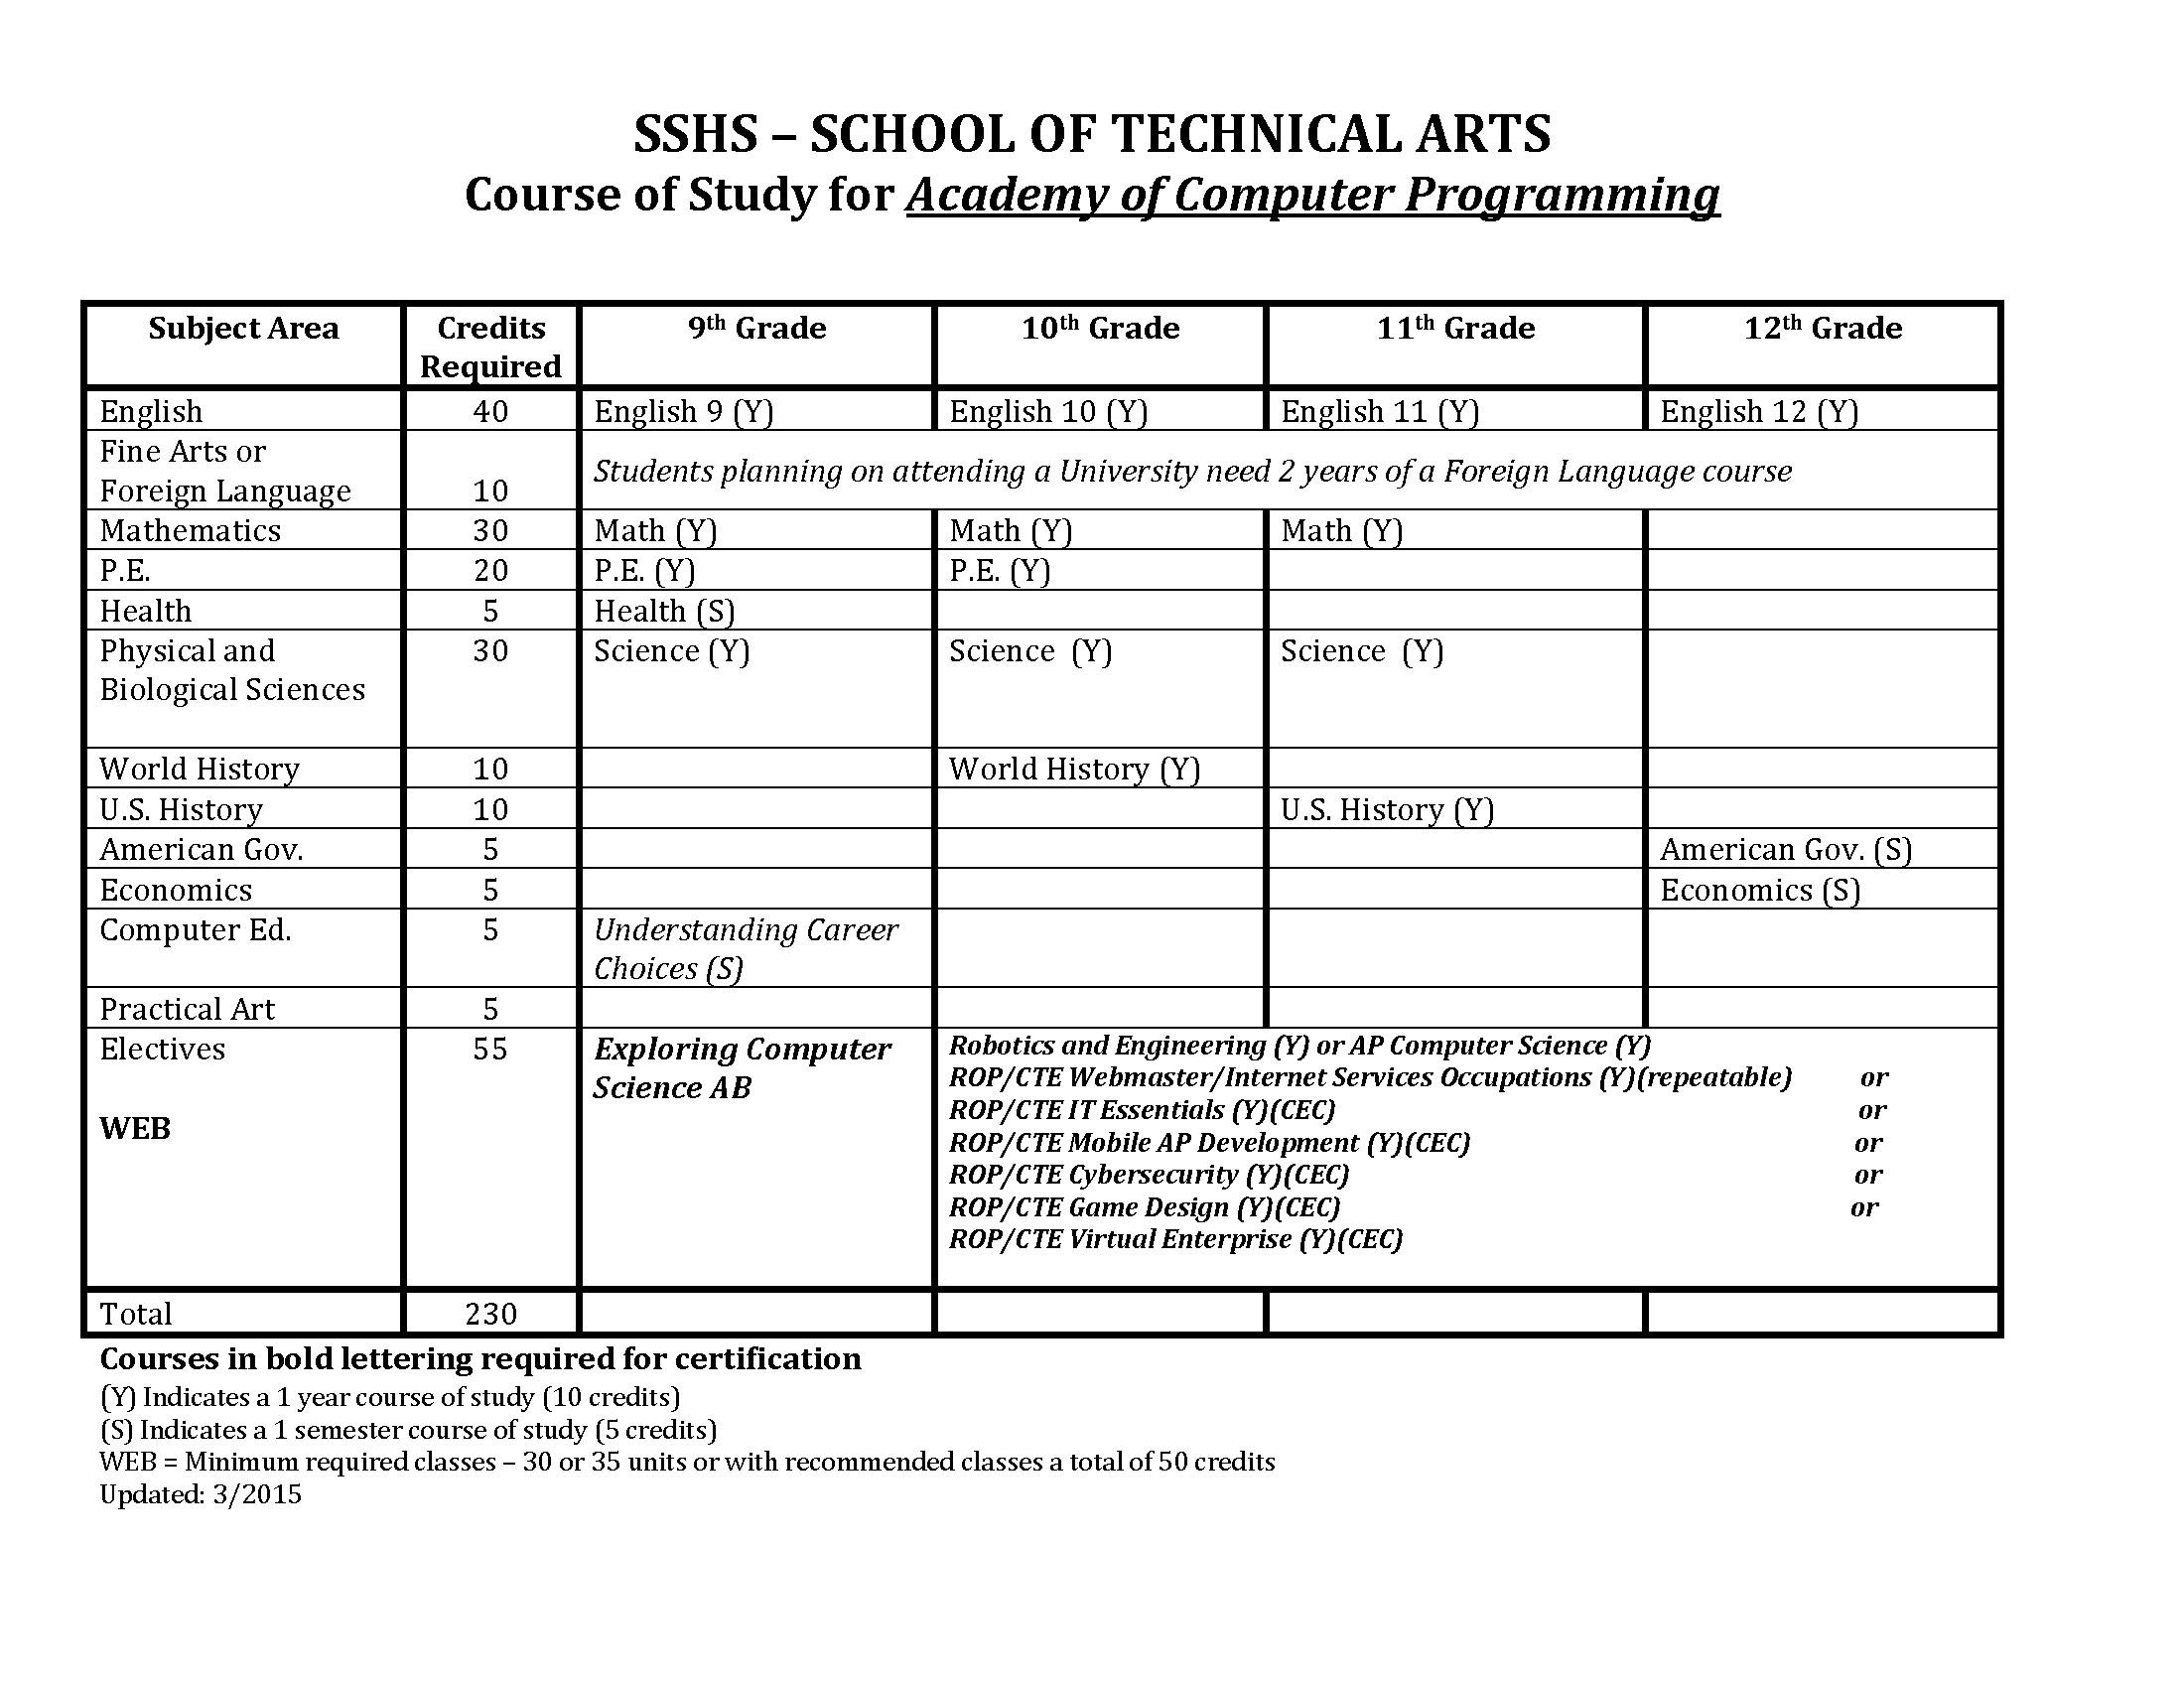 SSHS – SCHOOL OF TECHNICAL ARTS
Course of Study for Academy of Computer Programming
Subject Area Credits Required 9th Grade 10th Grade 11th Grade 12th Grade
English 40 English 9 (Y) English 10 (Y) English 11 (Y) English 12 (Y)
Fine Arts or
Foreign Language 10 Students planning on attending a University need 2 years of a Foreign Language course
Mathematics 30 Math (Y) Math (Y) Math (Y)
P.E. 20 P.E. (Y) P.E. (Y)
Health 5 Health (S)
Physical and 30 Science (Y) Science (Y) Science (Y)
Biological Sciences
World History 10 World History (Y)
U.S. History 10 U.S. History (Y)
American Gov. 5 American Gov. (S)
Economics 5 Economics (S)
Computer Ed. 5 Understanding Career
Choices (S)
Practical Art 5
Electives 55 Exploring Computer
Science AB
WEB
Robotics and Engineering (Y) or AP Computer Science (Y)
ROP/CTE Webmaster/Internet Services Occupations (Y)(repeatable) or
ROP/CTE IT Essentials (Y)(CEC) or
ROP/CTE Mobile AP Development (Y)(CEC) or
ROP/CTE Cybersecurity (Y)(CEC) or
ROP/CTE Game Design (Y)(CEC) or
ROP/CTE Virtual Enterprise (Y)(CEC)
Total 230
Courses in bold lettering required for certification
(Y) Indicates a 1 year course of study (10 credits)
(S) Indicates a 1 semester course of study (5 credits)
WEB = Minimum required classes – 30 or 35 units or with recommended classes a total of 50 credits
Updated: 3/2015